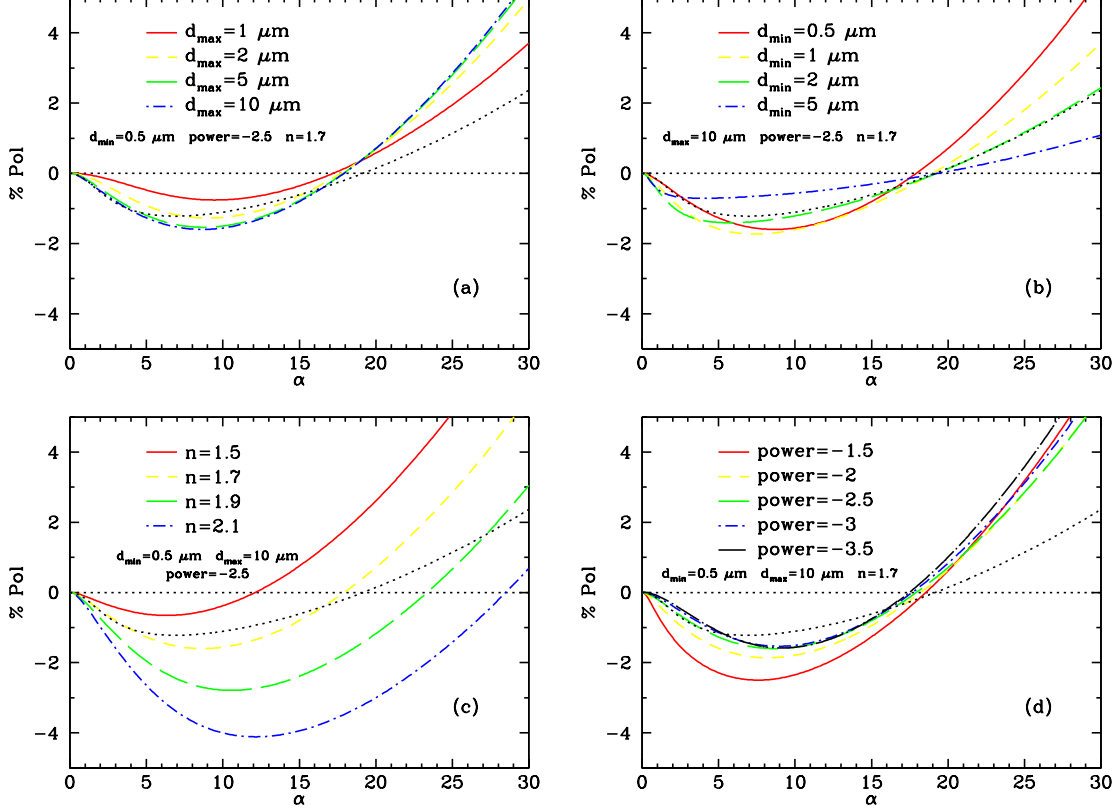 4
2
0
−2
−4
% Pol
d_max=1 μm
d_max=2 μm
d_max=5 μm
d_max=10 μm
d_min=0.5 μm power=−2.5 n=1.7
(a)
0 5 10 15 20 25 30
α
4
2
0
−2
−4
% Pol
d_min=0.5 μm
d_min=1 μm
d_min=2 μm
d_min=5 μm
d_max=10 μm power=−2.5 n=1.7
(b)
0 5 10 15 20 25 30
α
4
2
0
−2
−4
% Pol
n=1.5
n=1.7
n=1.9
n=2.1
d_min=0.5 μm d_max=10 μm
power=−2.5
(c)
0 5 10 15 20 25 30
α
4
2
0
−2
−4
% Pol
power=−1.5
power=−2
power=−2.5
power=−3
power=−3.5
d_min=0.5 μm d_max=10 μm n=1.7
(d)
0 5 10 15 20 25 30
α